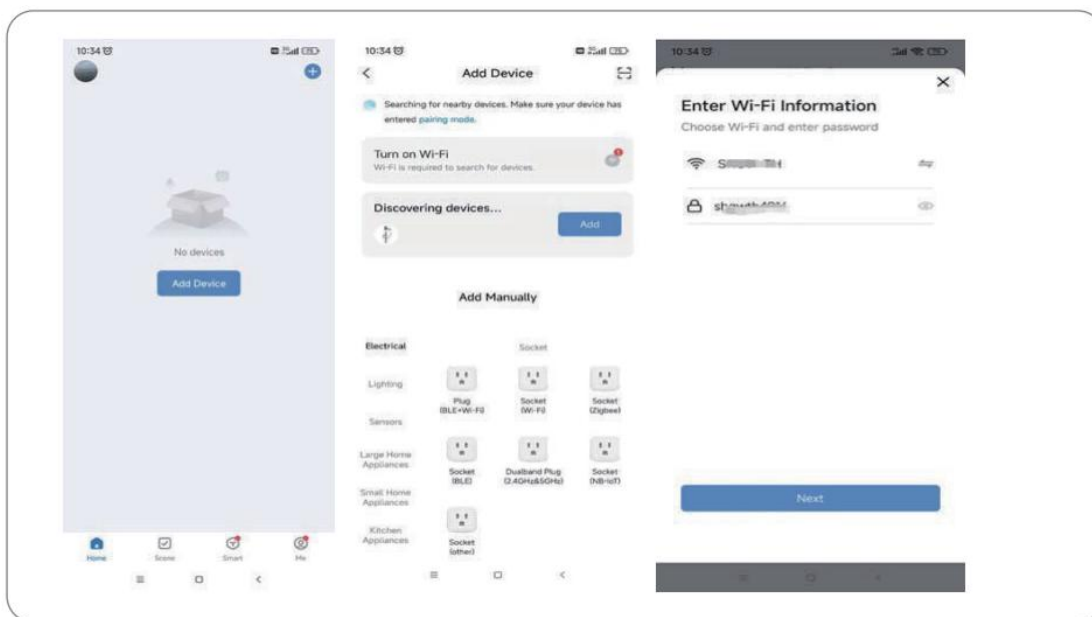 10:34
No devices
Add Device
Home
Scene
Smart
Me
10:34
Add Device
Searching for nearby devices. Make sure your device has
entered pairing mode.
Turn on Wi-Fi
Wi-Fi is required to search for devices.
Discovering devices...
Add
Add Manually
Electrical
Lighting
Sensors
Large Home
Appliances
Small Home
Appliances
Kitchen
Appliances
Socket
Plug
(BLE+Wi-Fi)
Socket
(Wi-Fi)
Socket
(Zigbee)
Socket
(BLE)
Dualband Plug
(2.4GHz&5GHz)
Socket
(NB-IoT)
Socket
(other)
10:34
Enter Wi-Fi Information
Choose Wi-Fi and enter password
Next